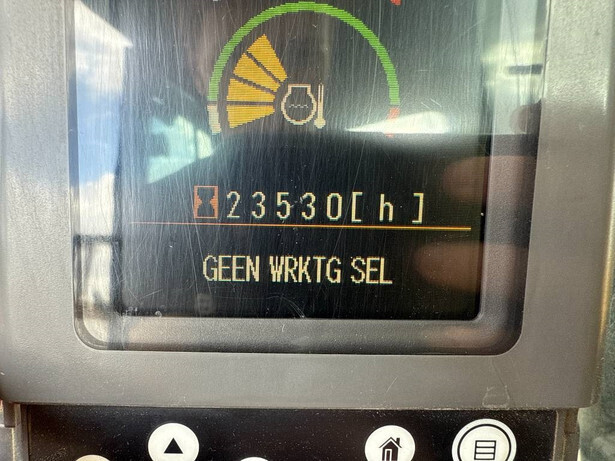 23530[h]
GEEN WRKTG SEL